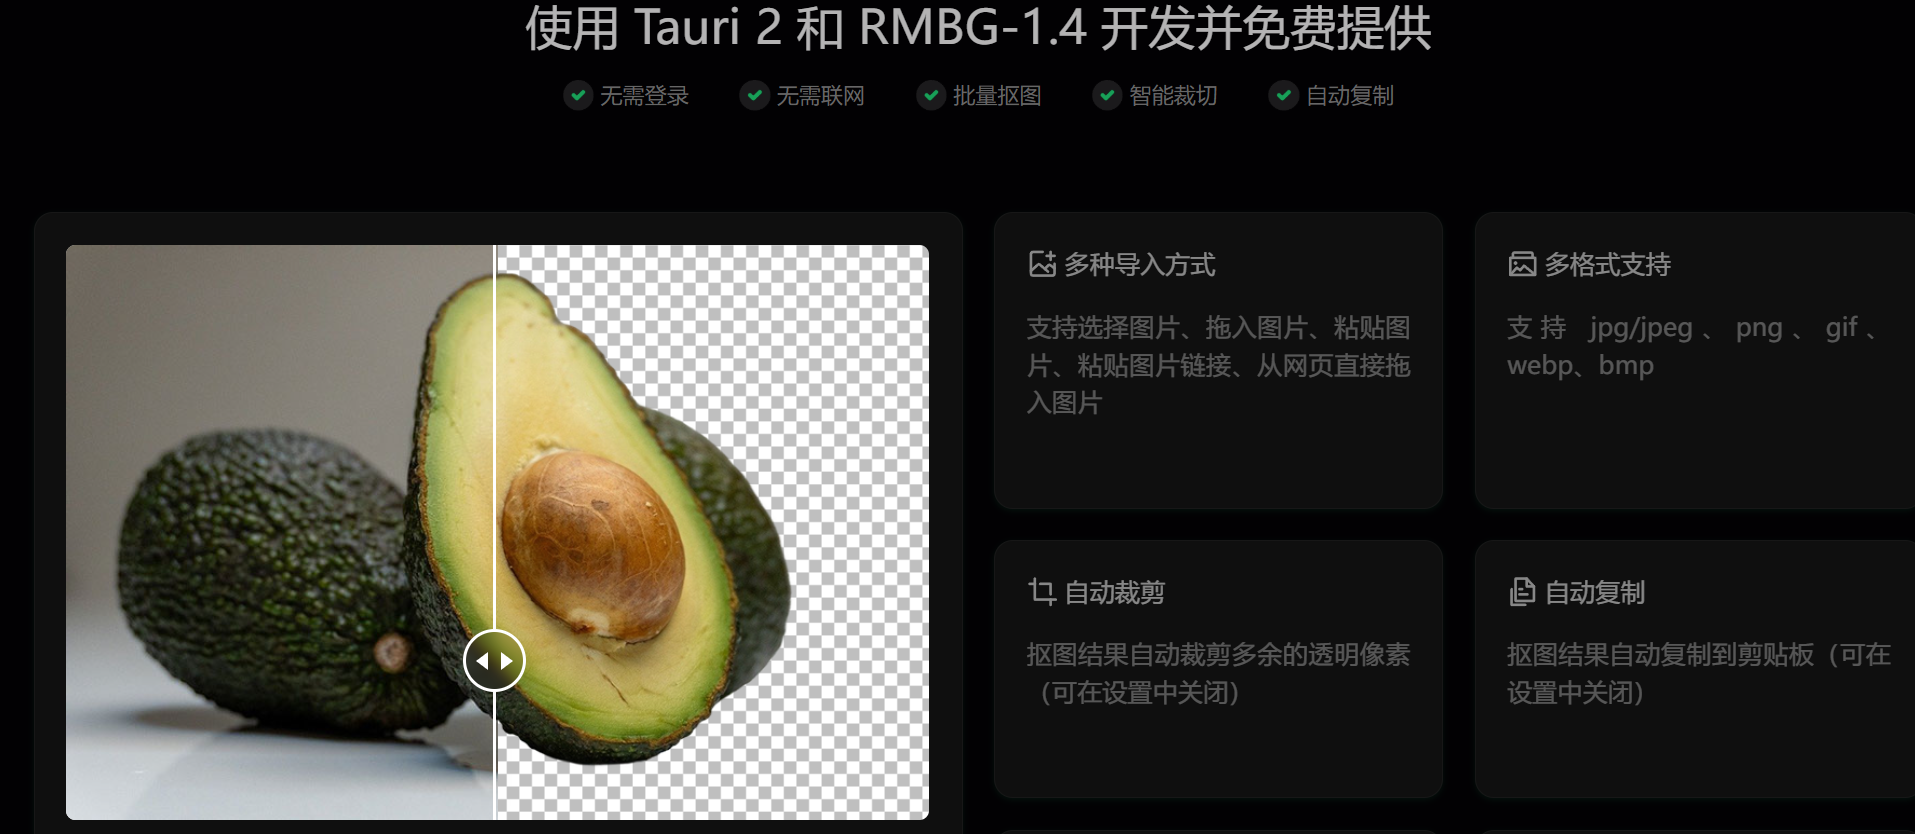 使用 Tauri 2 和 RMBG-1.4 开发并免费提供
无需登录 无需联网 批量抠图 智能裁切 自动复制
多种导入方式
支持选择图片、拖入图片、粘贴图
片、粘贴图片链接、从网页直接拖
入图片
多格式支持
支持 jpg/jpeg、png、gif、
webp、bmp
自动裁剪
抠图结果自动裁剪多余的透明像素
（可在设置中关闭）
自动复制
抠图结果自动复制到剪贴板（可在
设置中关闭）